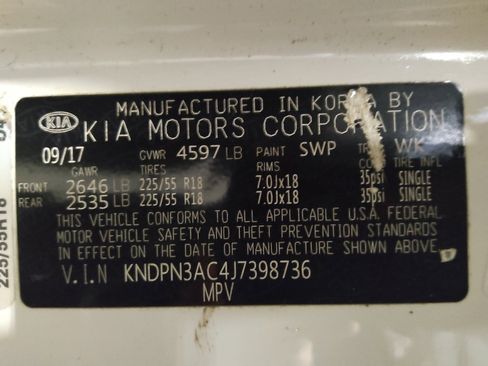 MANUFACTURED IN KOREA BY
KIA KIA MOTORS CORPORATION
09/17 GVWR 4597 LB PAINT SWP WK
GAWR TIRES RIMS TIRE INFL
FRONT 2646 LB 225/55 R18 7.0Jx18 35psi SINGLE
REAR 2535 LB 225/55 R18 7.0Jx18 35psi SINGLE
THIS VEHICLE CONFORMS TO ALL APPLICABLE U.S.A. FEDERAL
MOTOR VEHICLE SAFETY AND THEFT PREVENTION STANDARDS
IN EFFECT ON THE DATE OF MANUFACTURE SHOWN ABOVE.
V.I.N KNDPN3AC4J7398736
MPV
225/55R18